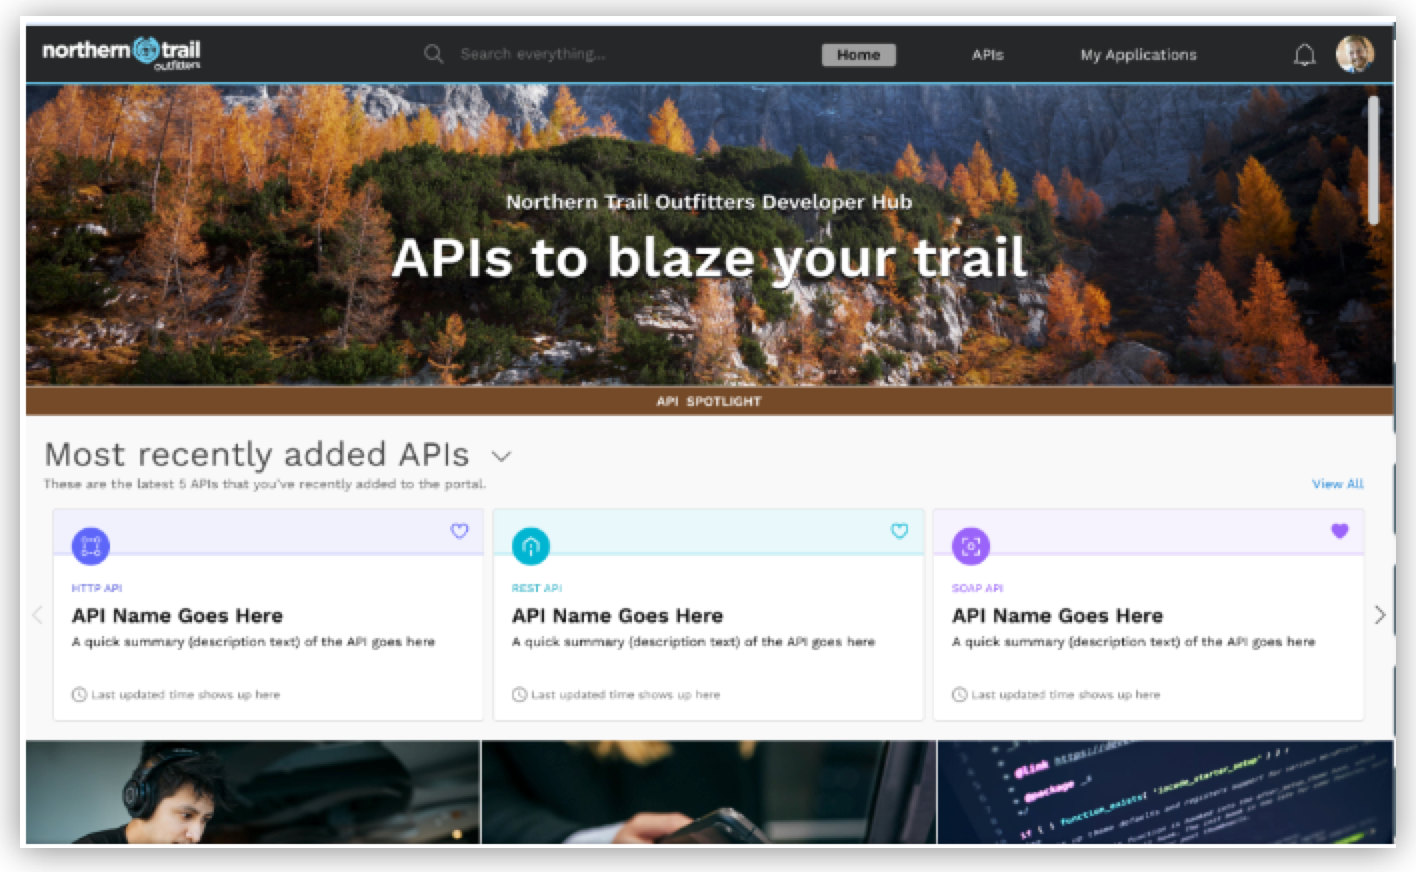 northern trail
outfitters
Search everything...
Home
APIs
My Applications
Northern Trail Outfitters Developer Hub
APIs to blaze your trail
API SPOTLIGHT
Most recently added APIs
These are the latest 5 APIs that you've recently added to the portal.
View All
HTTP API
API Name Goes Here
A quick summary (description text) of the API goes here
Last updated time shows up here
REST API
API Name Goes Here
A quick summary (description text) of the API goes here
Last updated time shows up here
SOAP API
API Name Goes Here
A quick summary (description text) of the API goes here
Last updated time shows up here
@link
@package _s
function_exists(